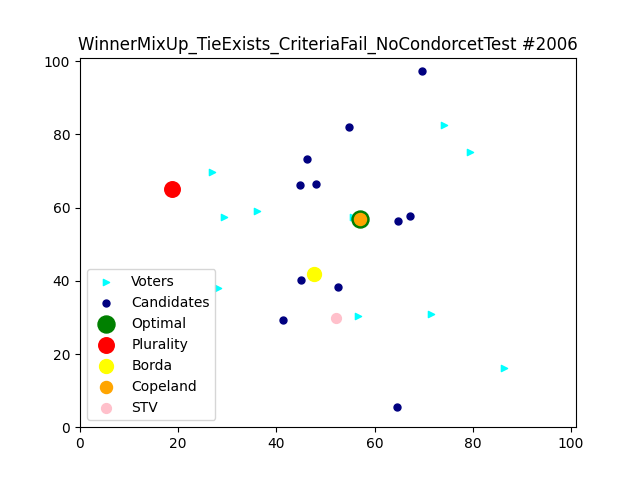 WinnerMixUp_TieExists_CriteriaFail_NoCondorcetTest #2006
100
80
60
40
20
0
Voters
Candidates
Optimal
Plurality
Borda
Copeland
STV
0 20 40 60 80 100